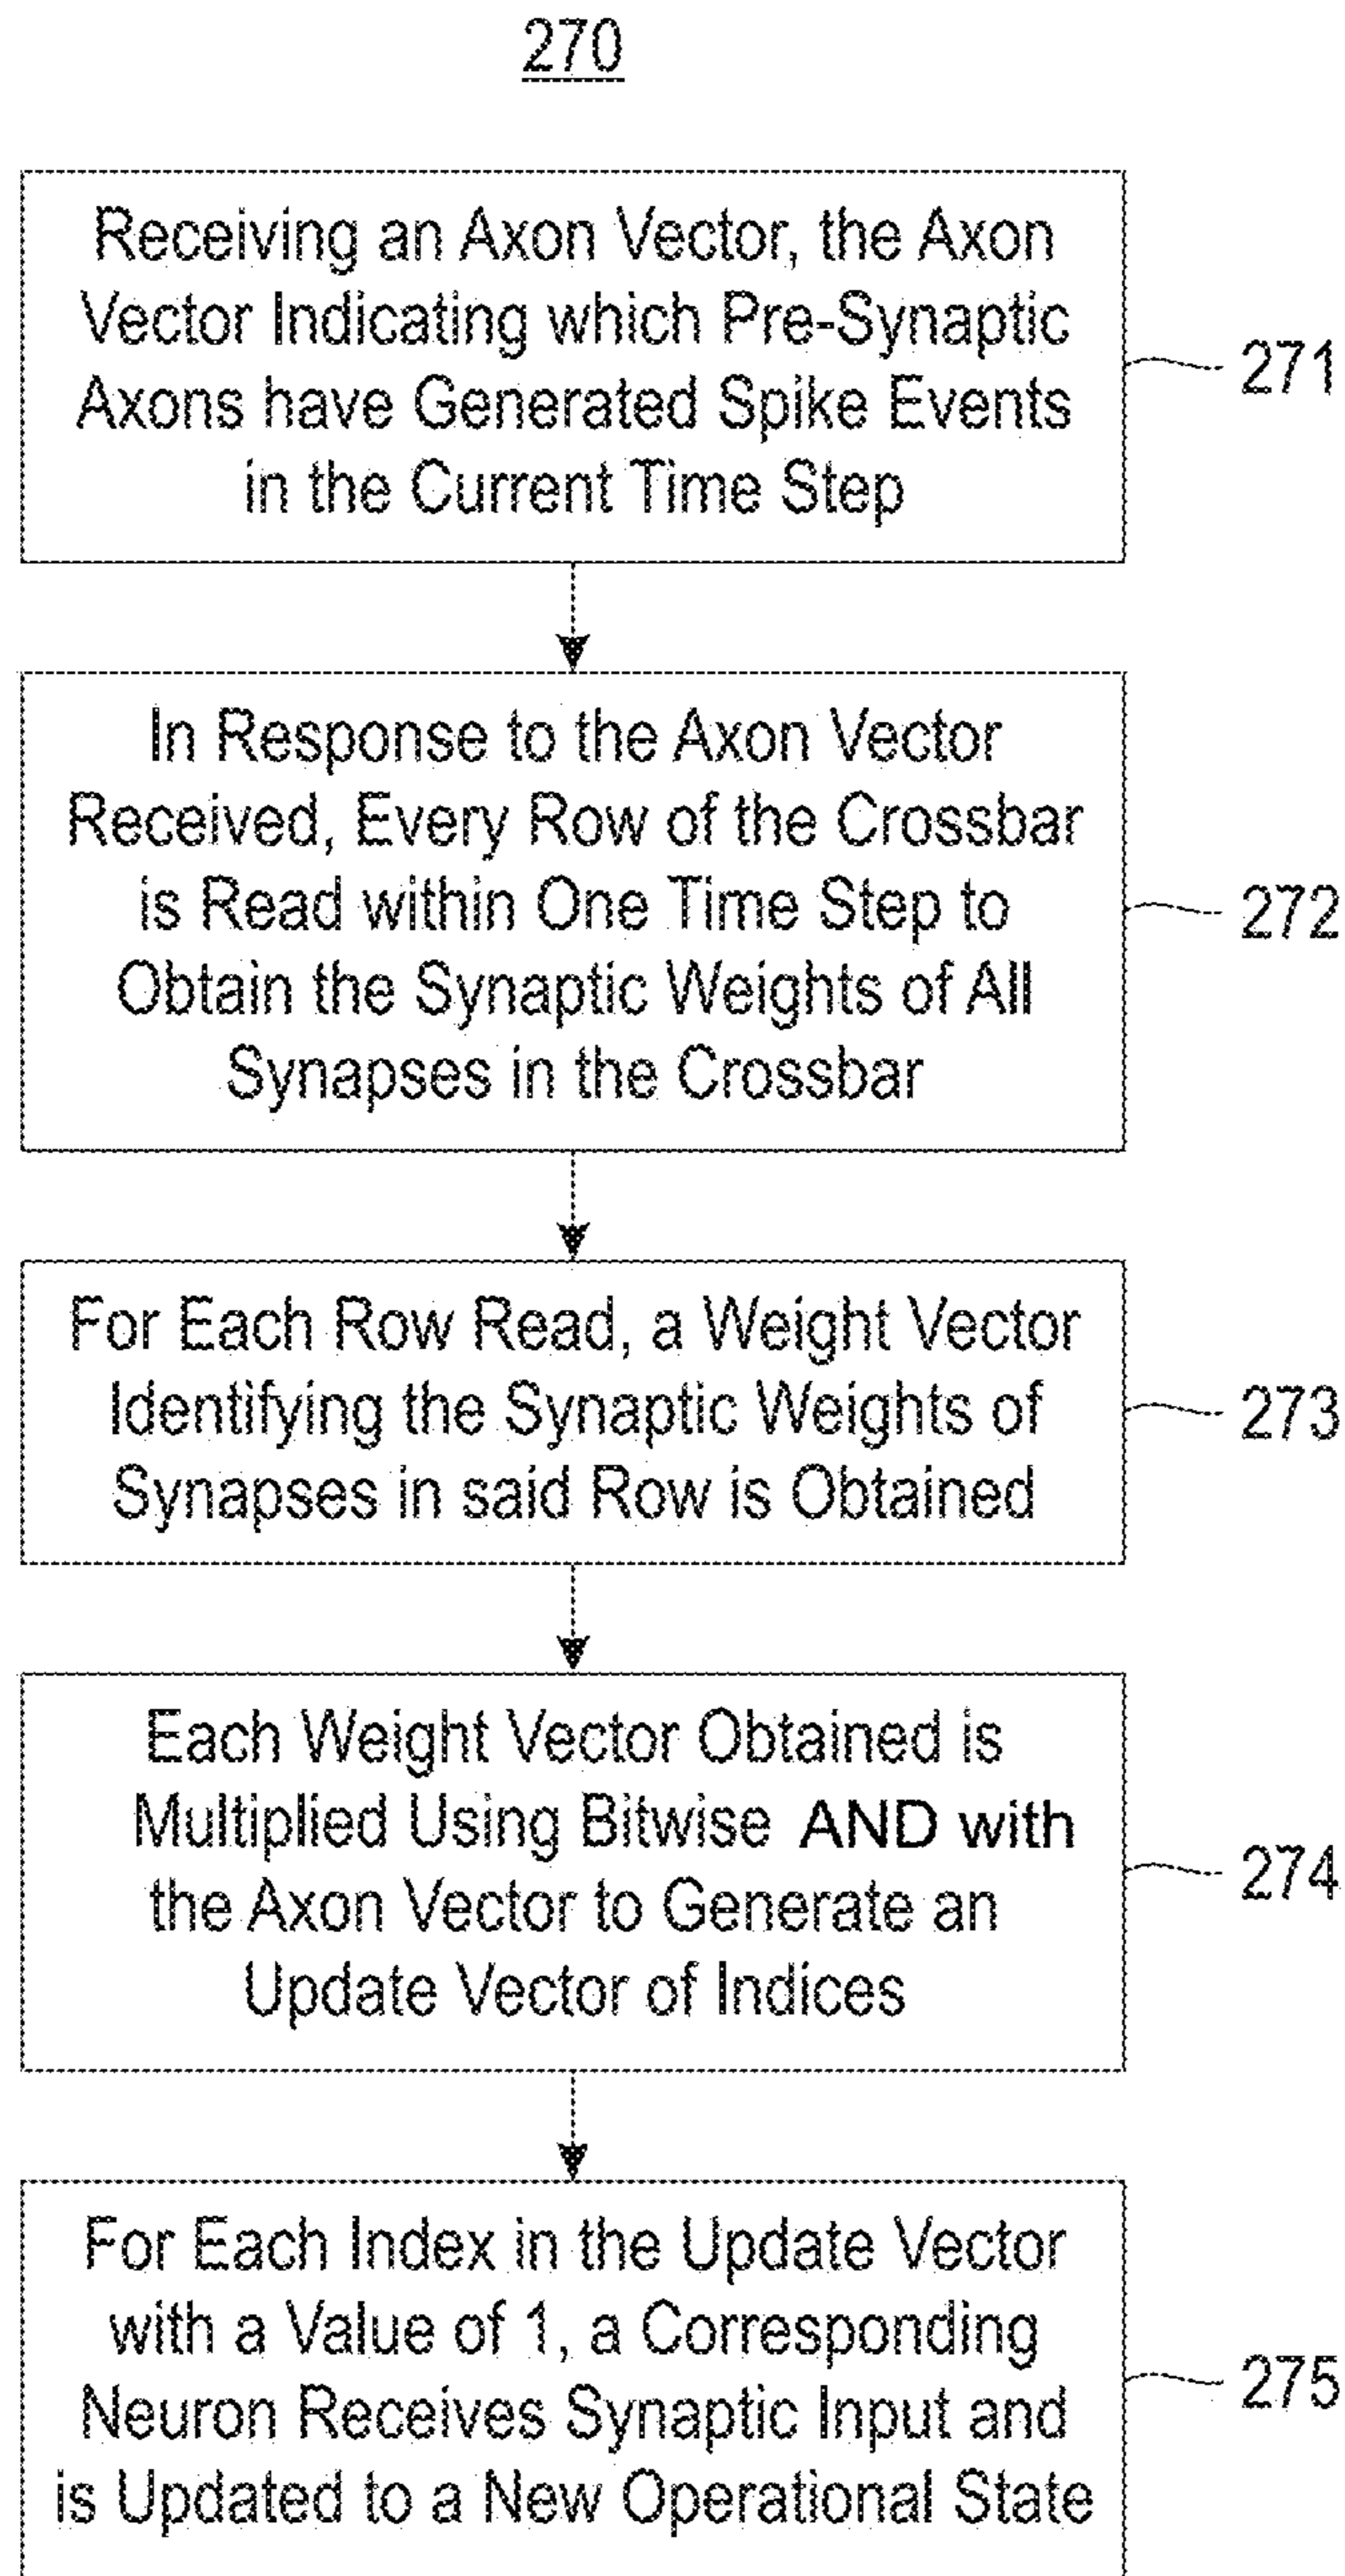 270
Receiving an Axon Vector, the Axon
Vector Indicating which Pre-Synaptic
Axons have Generated Spike Events
in the Current Time Step
271
In Response to the Axon Vector
Received, Every Row of the Crossbar
is Read within One Time Step to
Obtain the Synaptic Weights of All
Synapses in the Crossbar
272
For Each Row Read, a Weight Vector
Identifying the Synaptic Weights of
Synapses in said Row is Obtained
273
Each Weight Vector Obtained is
Multiplied Using Bitwise AND with
the Axon Vector to Generate an
Update Vector of Indices
274
For Each Index in the Update Vector
with a Value of 1, a Corresponding
Neuron Receives Synaptic Input and
is Updated to a New Operational State
275